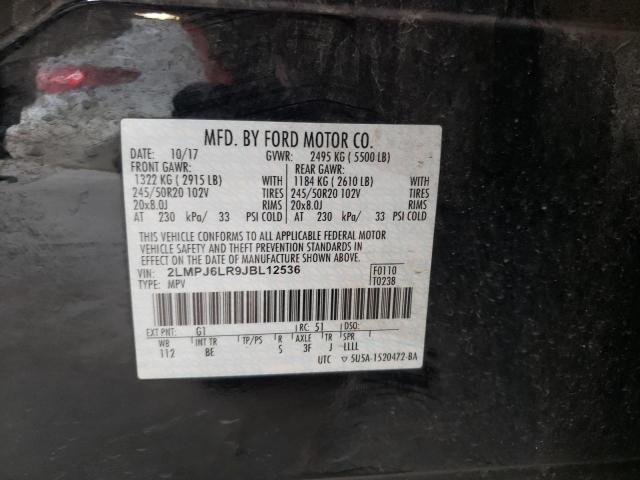 MFD. BY FORD MOTOR CO.
DATE: 10/17 GVWR: 2495 KG ( 5500 LB)
FRONT GAWR: REAR GAWR:
1322 KG ( 2915 LB) WITH 1184 KG ( 2610 LB) WITH
245/50R20 102V TIRES 245/50R20 102V TIRES
20x8.0J RIMS 20x8.0J RIMS
AT 230 kPa/ 33 PSI COLD AT 230 kPa/ 33 PSI COLD
THIS VEHICLE CONFORMS TO ALL APPLICABLE FEDERAL MOTOR
VEHICLE SAFETY AND THEFT PREVENTION STANDARDS IN
EFFECT ON THE DATE OF MANUFACTURE SHOWN ABOVE.
VIN: 2LMPJ6LR9JBL12536 F0110
TYPE: MPV T0238
EXT PNT: G1 RC: 51 DSO:
WB INT TR TP/PS R AXLE TR SPR
112 BE S 3F J LLLL
UTC 5U5A-1520472-BA